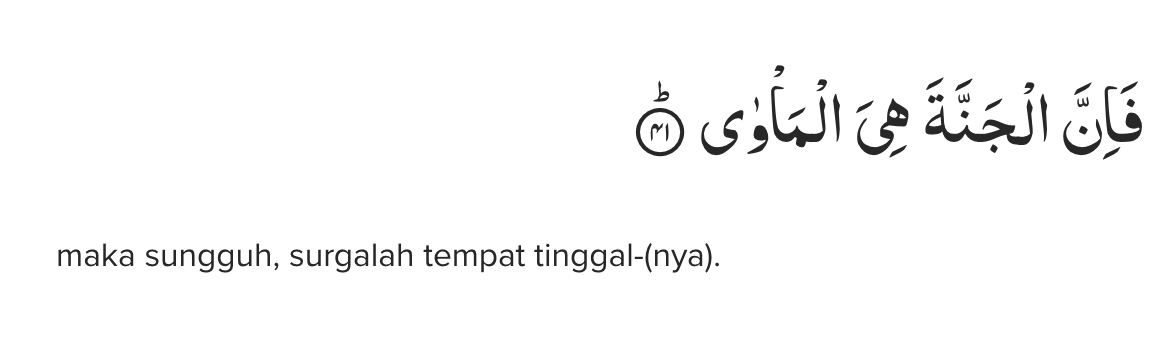 فَاِنَّ الْجَنَّةَ هِيَ الْمَأْوٰىۗ ۝٤١
maka sungguh, surgalah tempat tinggal-(nya).